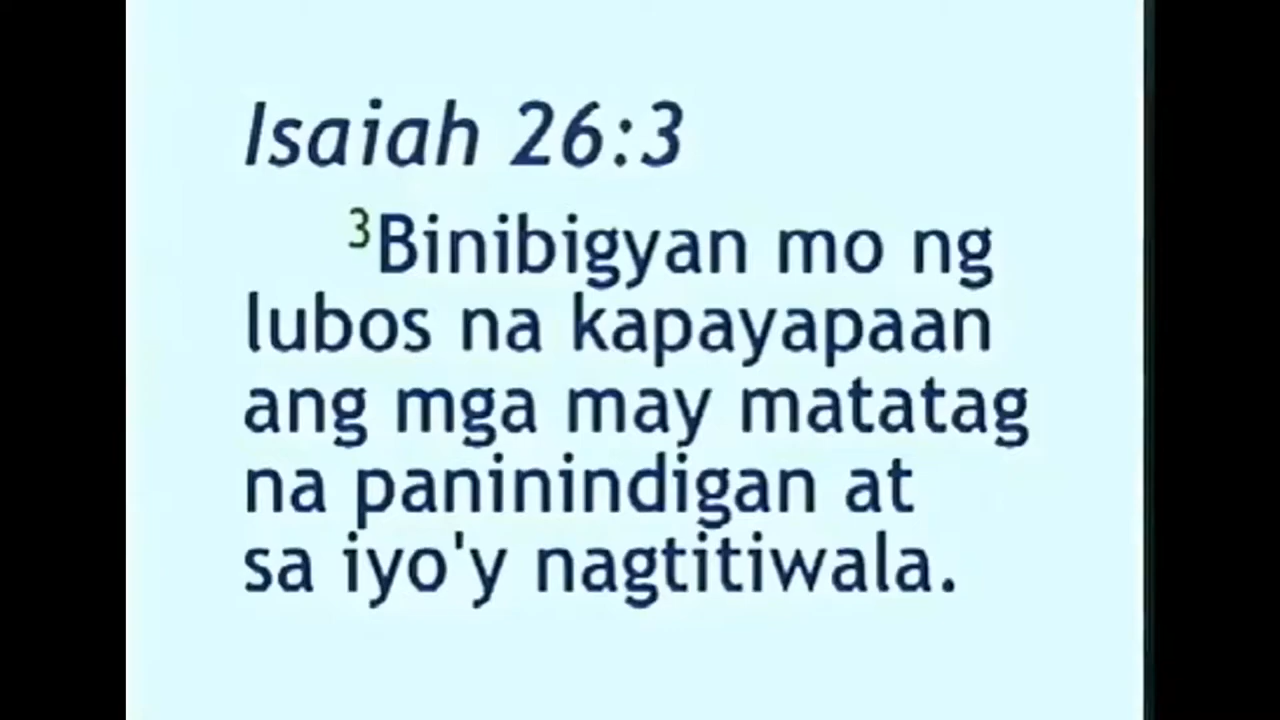 Isaiah 26:3
³Binibigyan mo ng
lubos na kapayapaan
ang mga may matatag
na paninindigan at
sa iyo'y nagtitiwala.